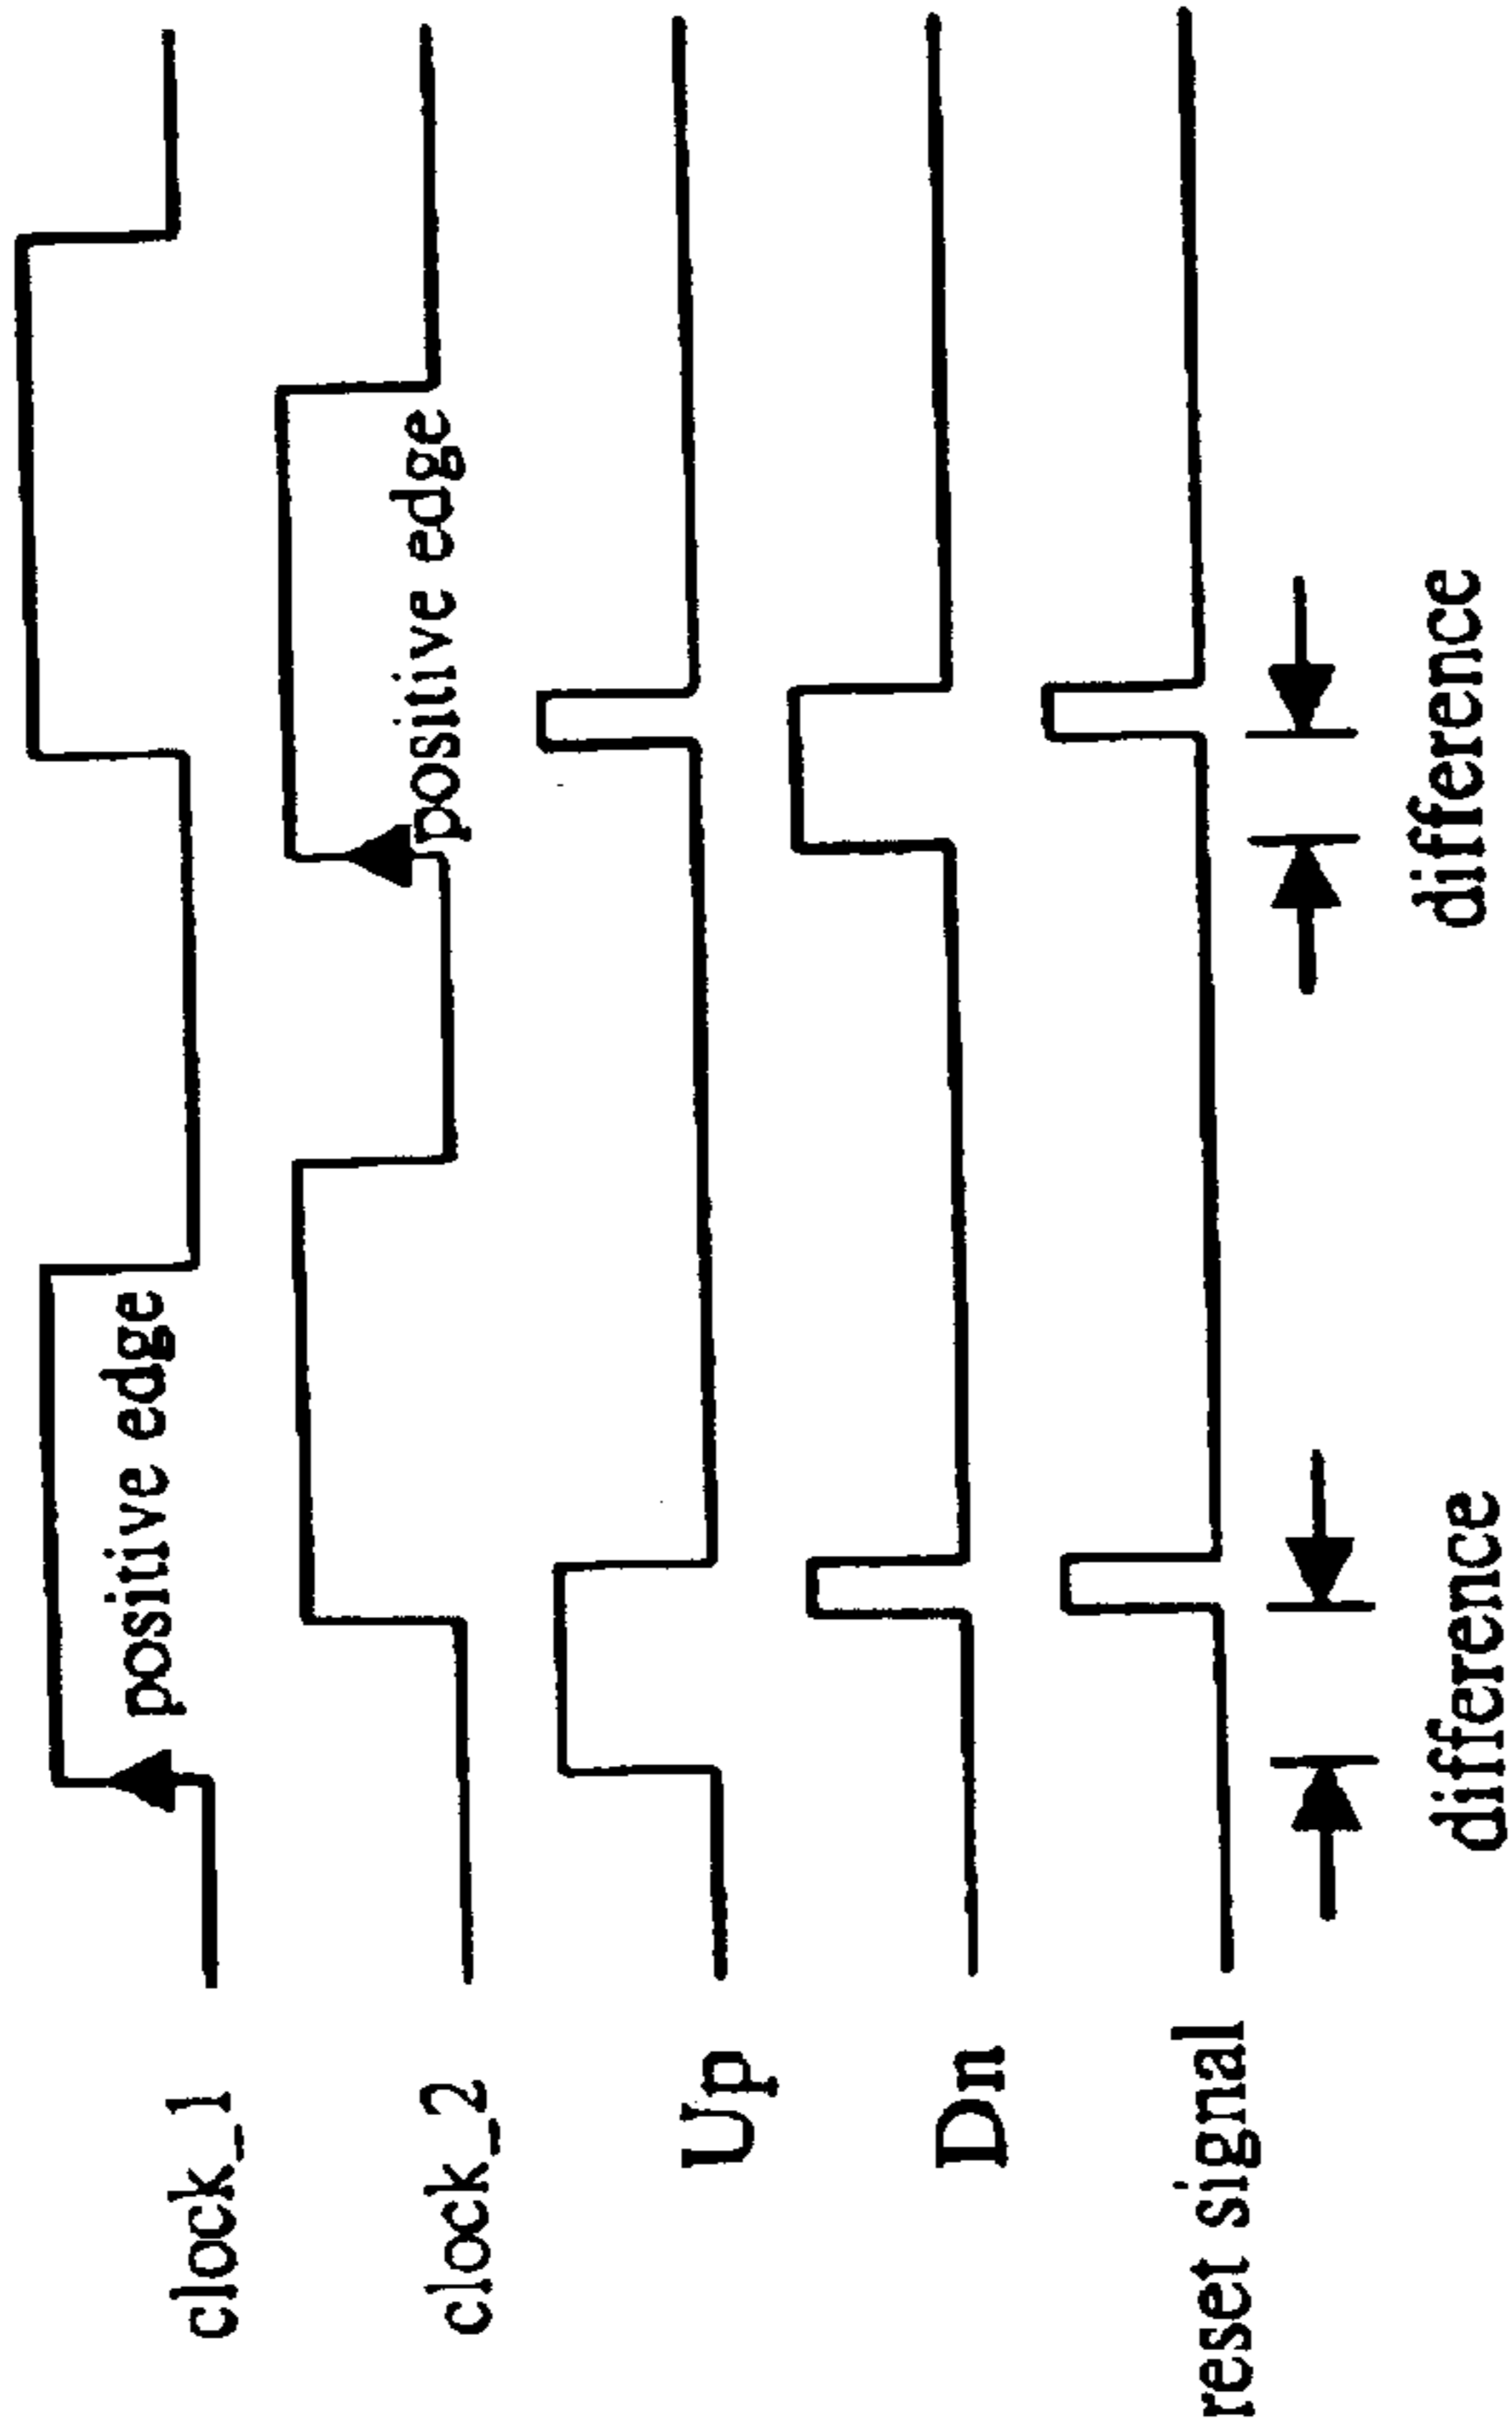 clock_1
positive edge
clock_2
positive edge
Up
Dn
reset signal
difference
difference